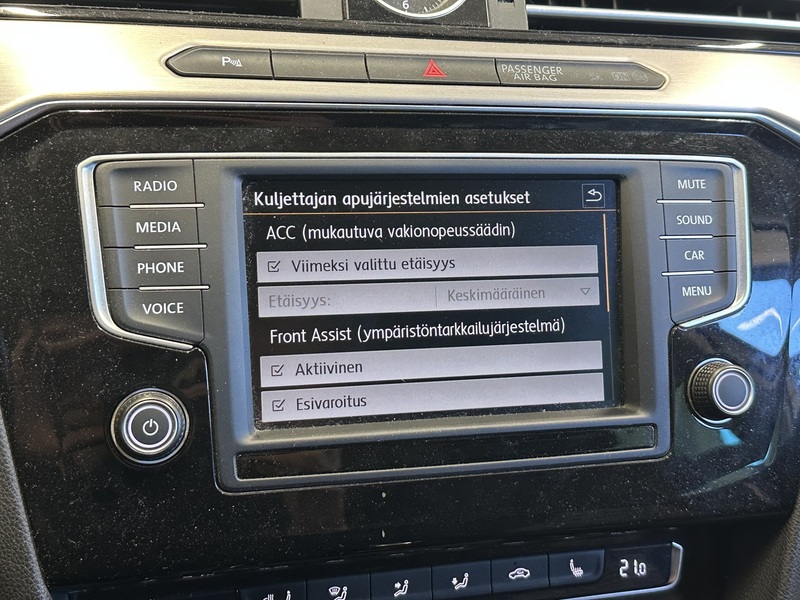 6
P
PASSENGER
AIR BAG
RADIO
MEDIA
PHONE
VOICE
Kuljettajan apujärjestelmien asetukset
ACC (mukautuva vakionopeussäädin)
Viimeksi valittu etäisyys
Etäisyys: Keskimääräinen
Front Assist (ympäristöntarkkailujärjestelmä)
Aktiivinen
Esivaroitus
MUTE
SOUND
CAR
MENU
21.0